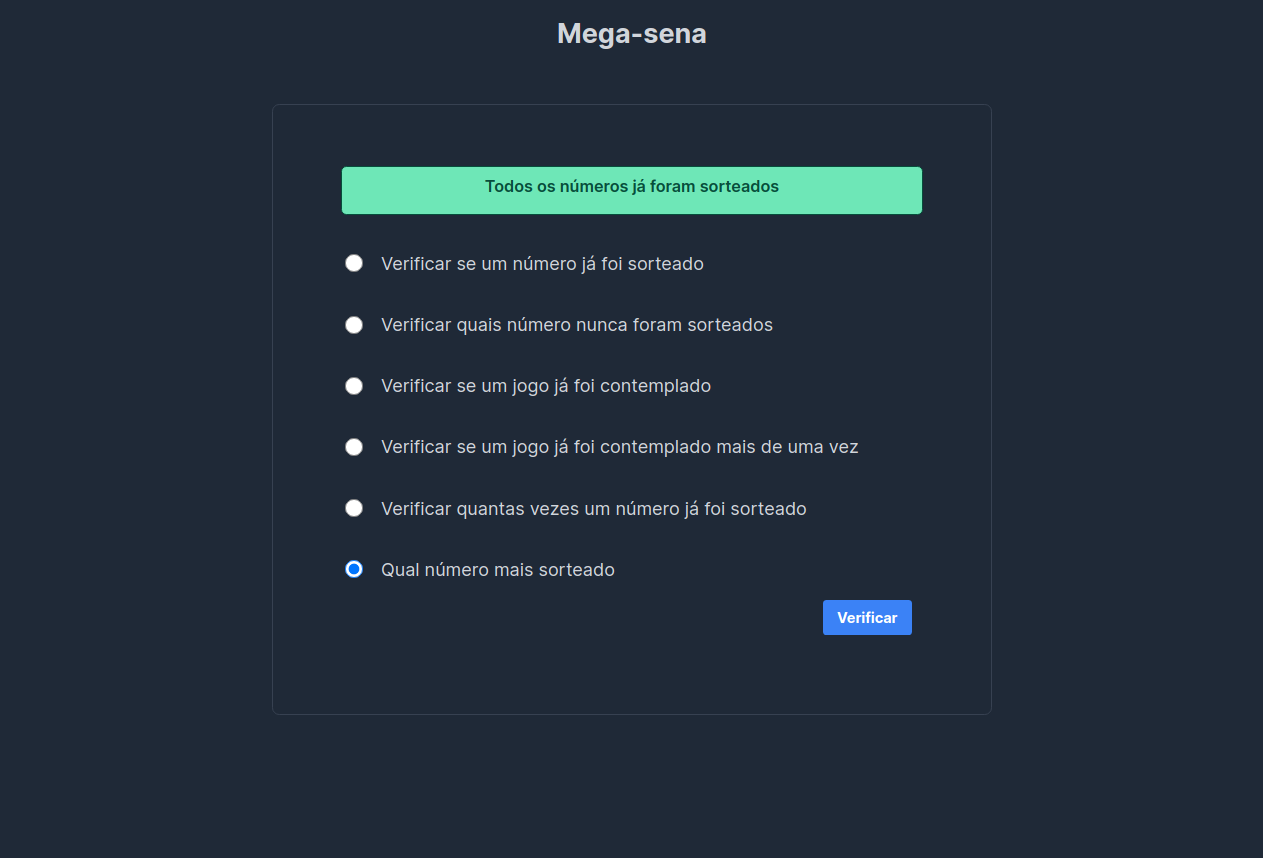 Mega-sena
Todos os números já foram sorteados
Verificar se um número já foi sorteado
Verificar quais número nunca foram sorteados
Verificar se um jogo já foi contemplado
Verificar se um jogo já foi contemplado mais de uma vez
Verificar quantas vezes um número já foi sorteado
Qual número mais sorteado
Verificar